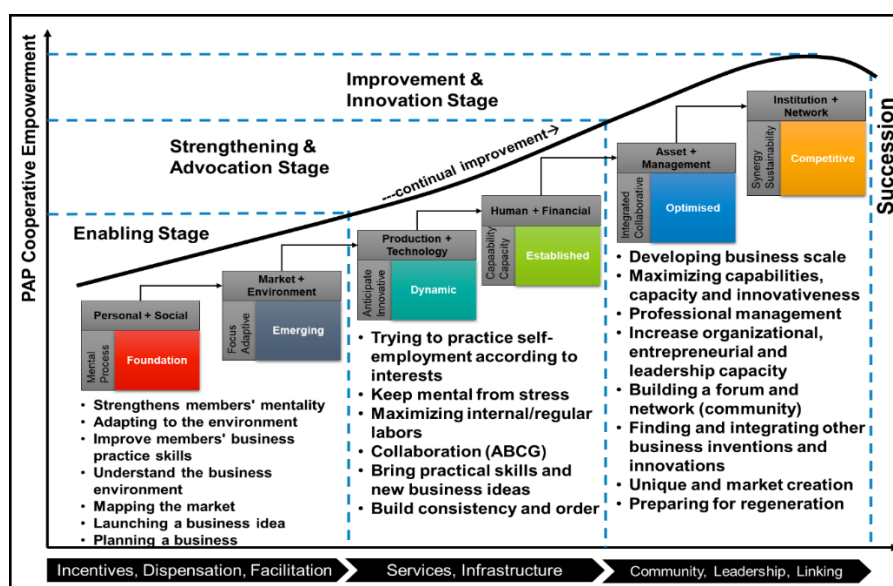 PAP Cooperative Empowerment
Improvement &
Innovation Stage
Strengthening &
Advocation Stage
Enabling Stage
---continual improvement→
Succession
Personal + Social
Mental
Process
Foundation
Market +
Environment
Focus
Adaptive
Emerging
Production +
Technology
Anticipate
Innovative
Dynamic
Human + Financial
Capaability
Capacity
Established
Asset +
Management
Integrated
Collaborative
Optimised
Institution +
Network
Synergy
Sustainability
Competitive
• Strengthens members' mentality
• Adapting to the environment
• Improve members' business
practice skills
• Understand the business
environment
• Mapping the market
• Launching a business idea
• Planning a business
• Trying to practice self-
employment according to
interests
• Keep mental from stress
• Maximizing internal/regular
labors
• Collaboration (ABCG)
• Bring practical skills and
new business ideas
• Build consistency and order
• Developing business scale
• Maximizing capabilities,
capacity and innovativeness
• Professional management
• Increase organizational,
entrepreneurial and
leadership capacity
• Building a forum and
network (community)
• Finding and integrating other
business inventions and
innovations
• Unique and market creation
• Preparing for regeneration
Incentives, Dispensation, Facilitation
Services, Infrastructure
Community, Leadership, Linking